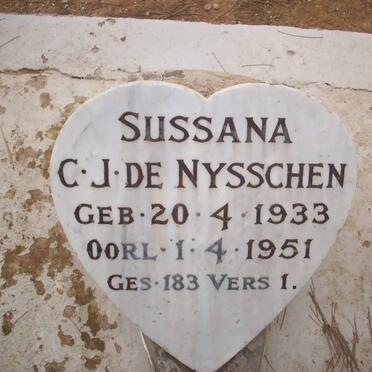 SUSSANA
C.J.DE NYSSCHEN
GEB.20.4.1933
OORL.1.4.1951
GES.183 VERS 1.